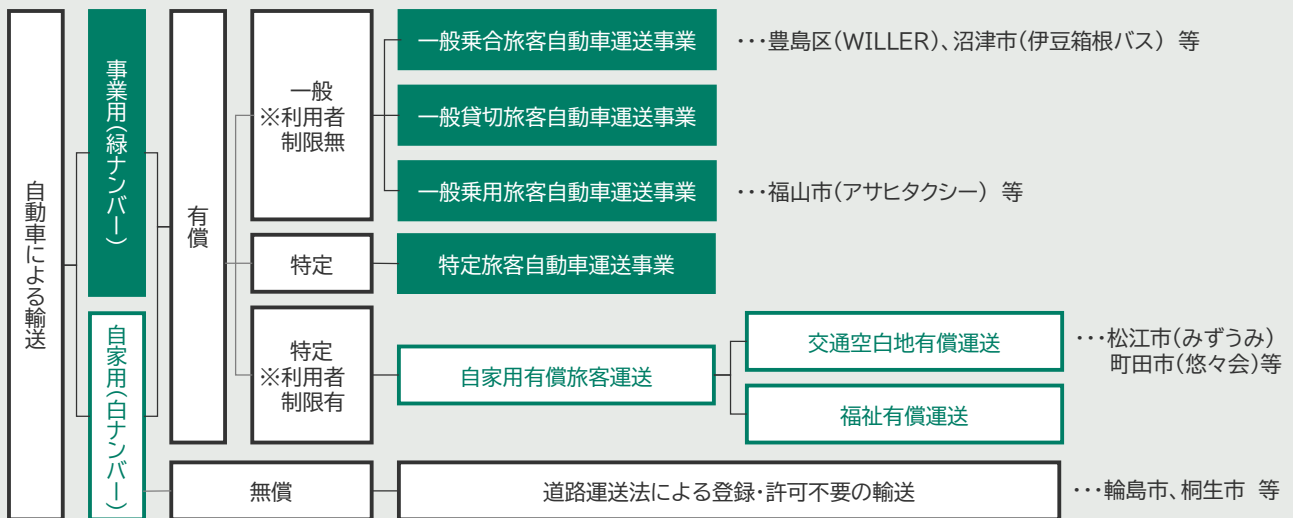 自動車による輸送
事業用(緑ナンバー)
自家用(白ナンバー)
有償
一般
※利用者
制限無
一般乗合旅客自動車運送事業
･･･豊島区(WILLER)、沼津市(伊豆箱根バス) 等
一般貸切旅客自動車運送事業
一般乗用旅客自動車運送事業
･･･福山市(アサヒタクシー) 等
特定
特定旅客自動車運送事業
特定
※利用者
制限有
自家用有償旅客運送
交通空白地有償運送
･･･松江市(みずうみ)
町田市(悠々会)等
福祉有償運送
無償
道路運送法による登録・許可不要の輸送
･･･輪島市、桐生市 等